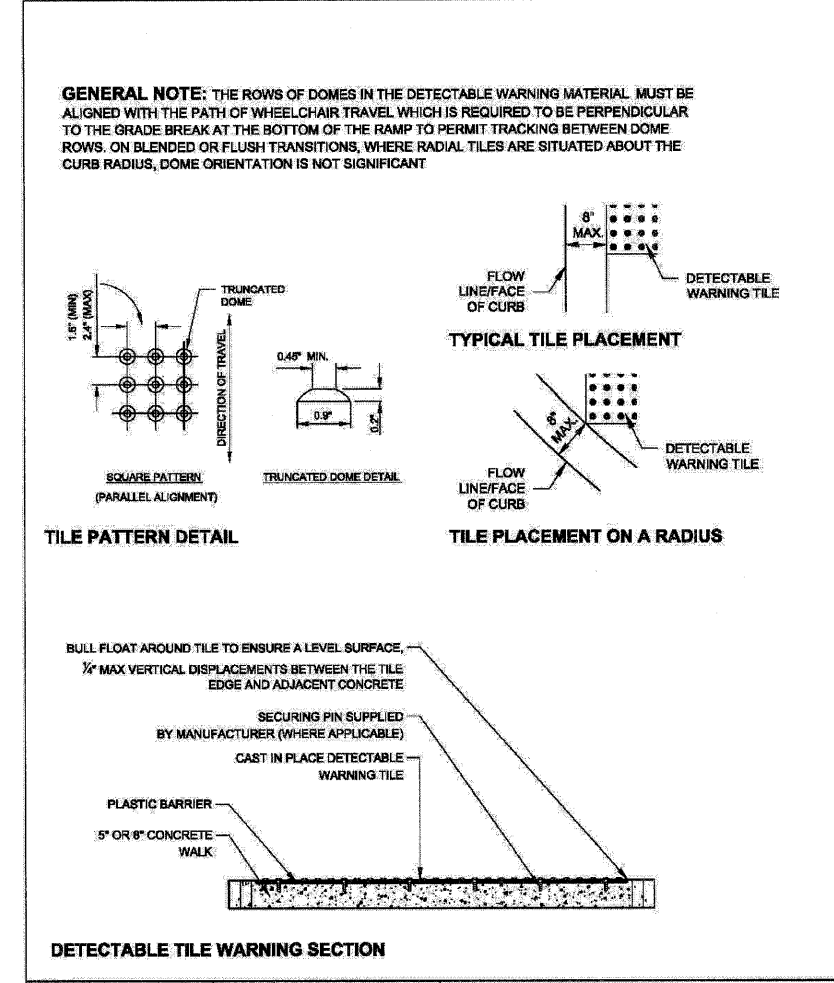 GENERAL NOTE: THE ROWS OF DOMES IN THE DETECTABLE WARNING MATERIAL MUST BE
ALIGNED WITH THE PATH OF WHEELCHAIR TRAVEL WHICH IS REQUIRED TO BE PERPENDICULAR
TO THE GRADE BREAK AT THE BOTTOM OF THE RAMP TO PERMIT TRACKING BETWEEN DOME
ROWS. ON BLENDED OR FLUSH TRANSITIONS, WHERE RADIAL TILES ARE SITUATED ABOUT THE
CURB RADIUS, DOME ORIENTATION IS NOT SIGNIFICANT
1.6" (MIN)
2.4" (MAX)
TRUNCATED
DOME
DIRECTION OF TRAVEL
0.45" MIN.
0.9"
0.2"
SQUARE PATTERN
(PARALLEL ALIGNMENT)
TRUNCATED DOME DETAIL
TILE PATTERN DETAIL
8"
MAX.
FLOW
LINE/FACE
OF CURB
DETECTABLE
WARNING TILE
TYPICAL TILE PLACEMENT
8"
MAX.
FLOW
LINE/FACE
OF CURB
DETECTABLE
WARNING TILE
TILE PLACEMENT ON A RADIUS
BULL FLOAT AROUND TILE TO ENSURE A LEVEL SURFACE,
¼" MAX VERTICAL DISPLACEMENTS BETWEEN THE TILE
EDGE AND ADJACENT CONCRETE
SECURING PIN SUPPLIED
BY MANUFACTURER (WHERE APPLICABLE)
CAST IN PLACE DETECTABLE
WARNING TILE
PLASTIC BARRIER
5" OR 8" CONCRETE
WALK
DETECTABLE TILE WARNING SECTION